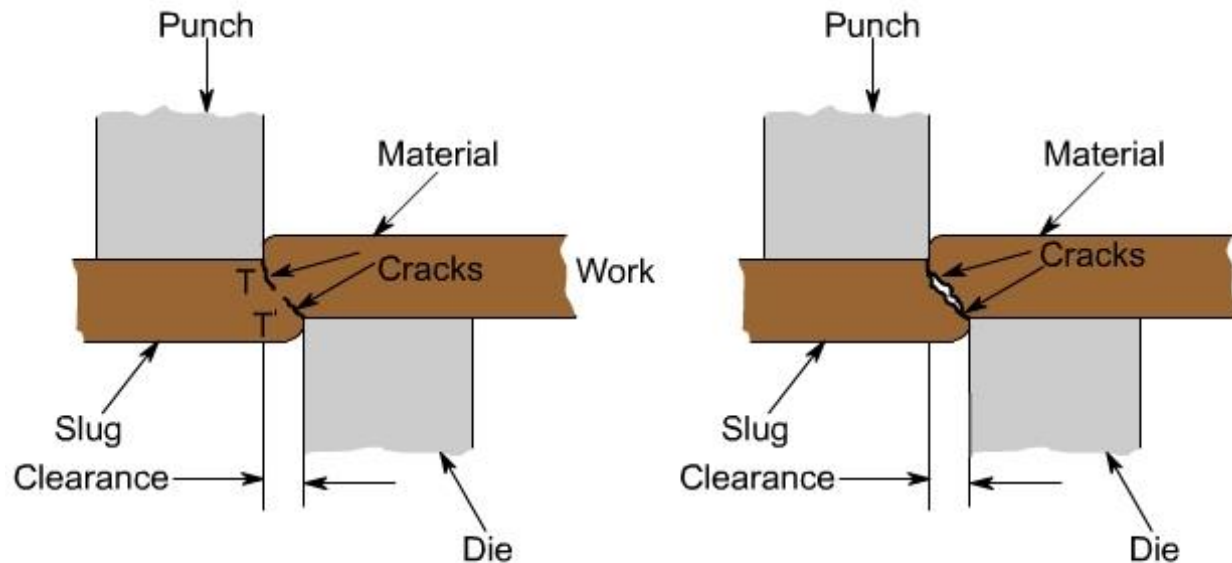 Punch
Punch
Material
Material
T
Cracks
Work
Cracks
T'
Slug
Slug
Clearance
Clearance
Die
Die